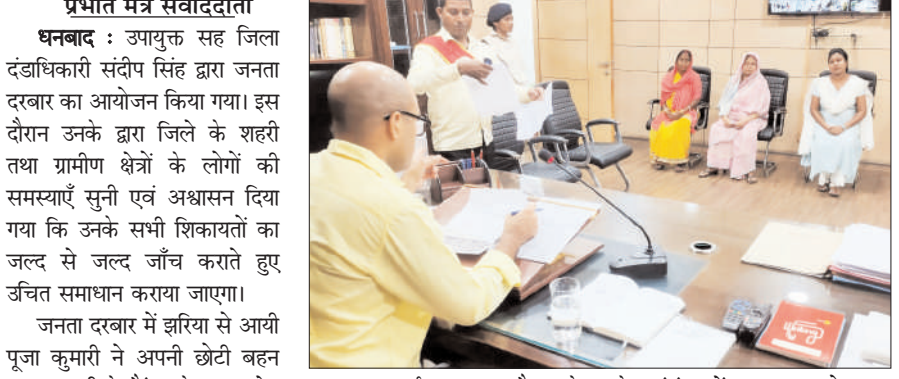 प्रभात मंत्र संवाददाता
धनबाद : उपायुक्त सह जिला
दंडाधिकारी संदीप सिंह द्वारा जनता
दरबार का आयोजन किया गया। इस
दौरान उनके द्वारा जिले के शहरी
तथा ग्रामीण क्षेत्रों के लोगों की
समस्याएँ सुनी एवं अश्वासन दिया
गया कि उनके सभी शिकायतों का
जल्द से जल्द जाँच कराते हुए
उचित समाधान कराया जाएगा।
जनता दरबार में झरिया से आयी
पूजा कुमारी ने अपनी छोटी बहन